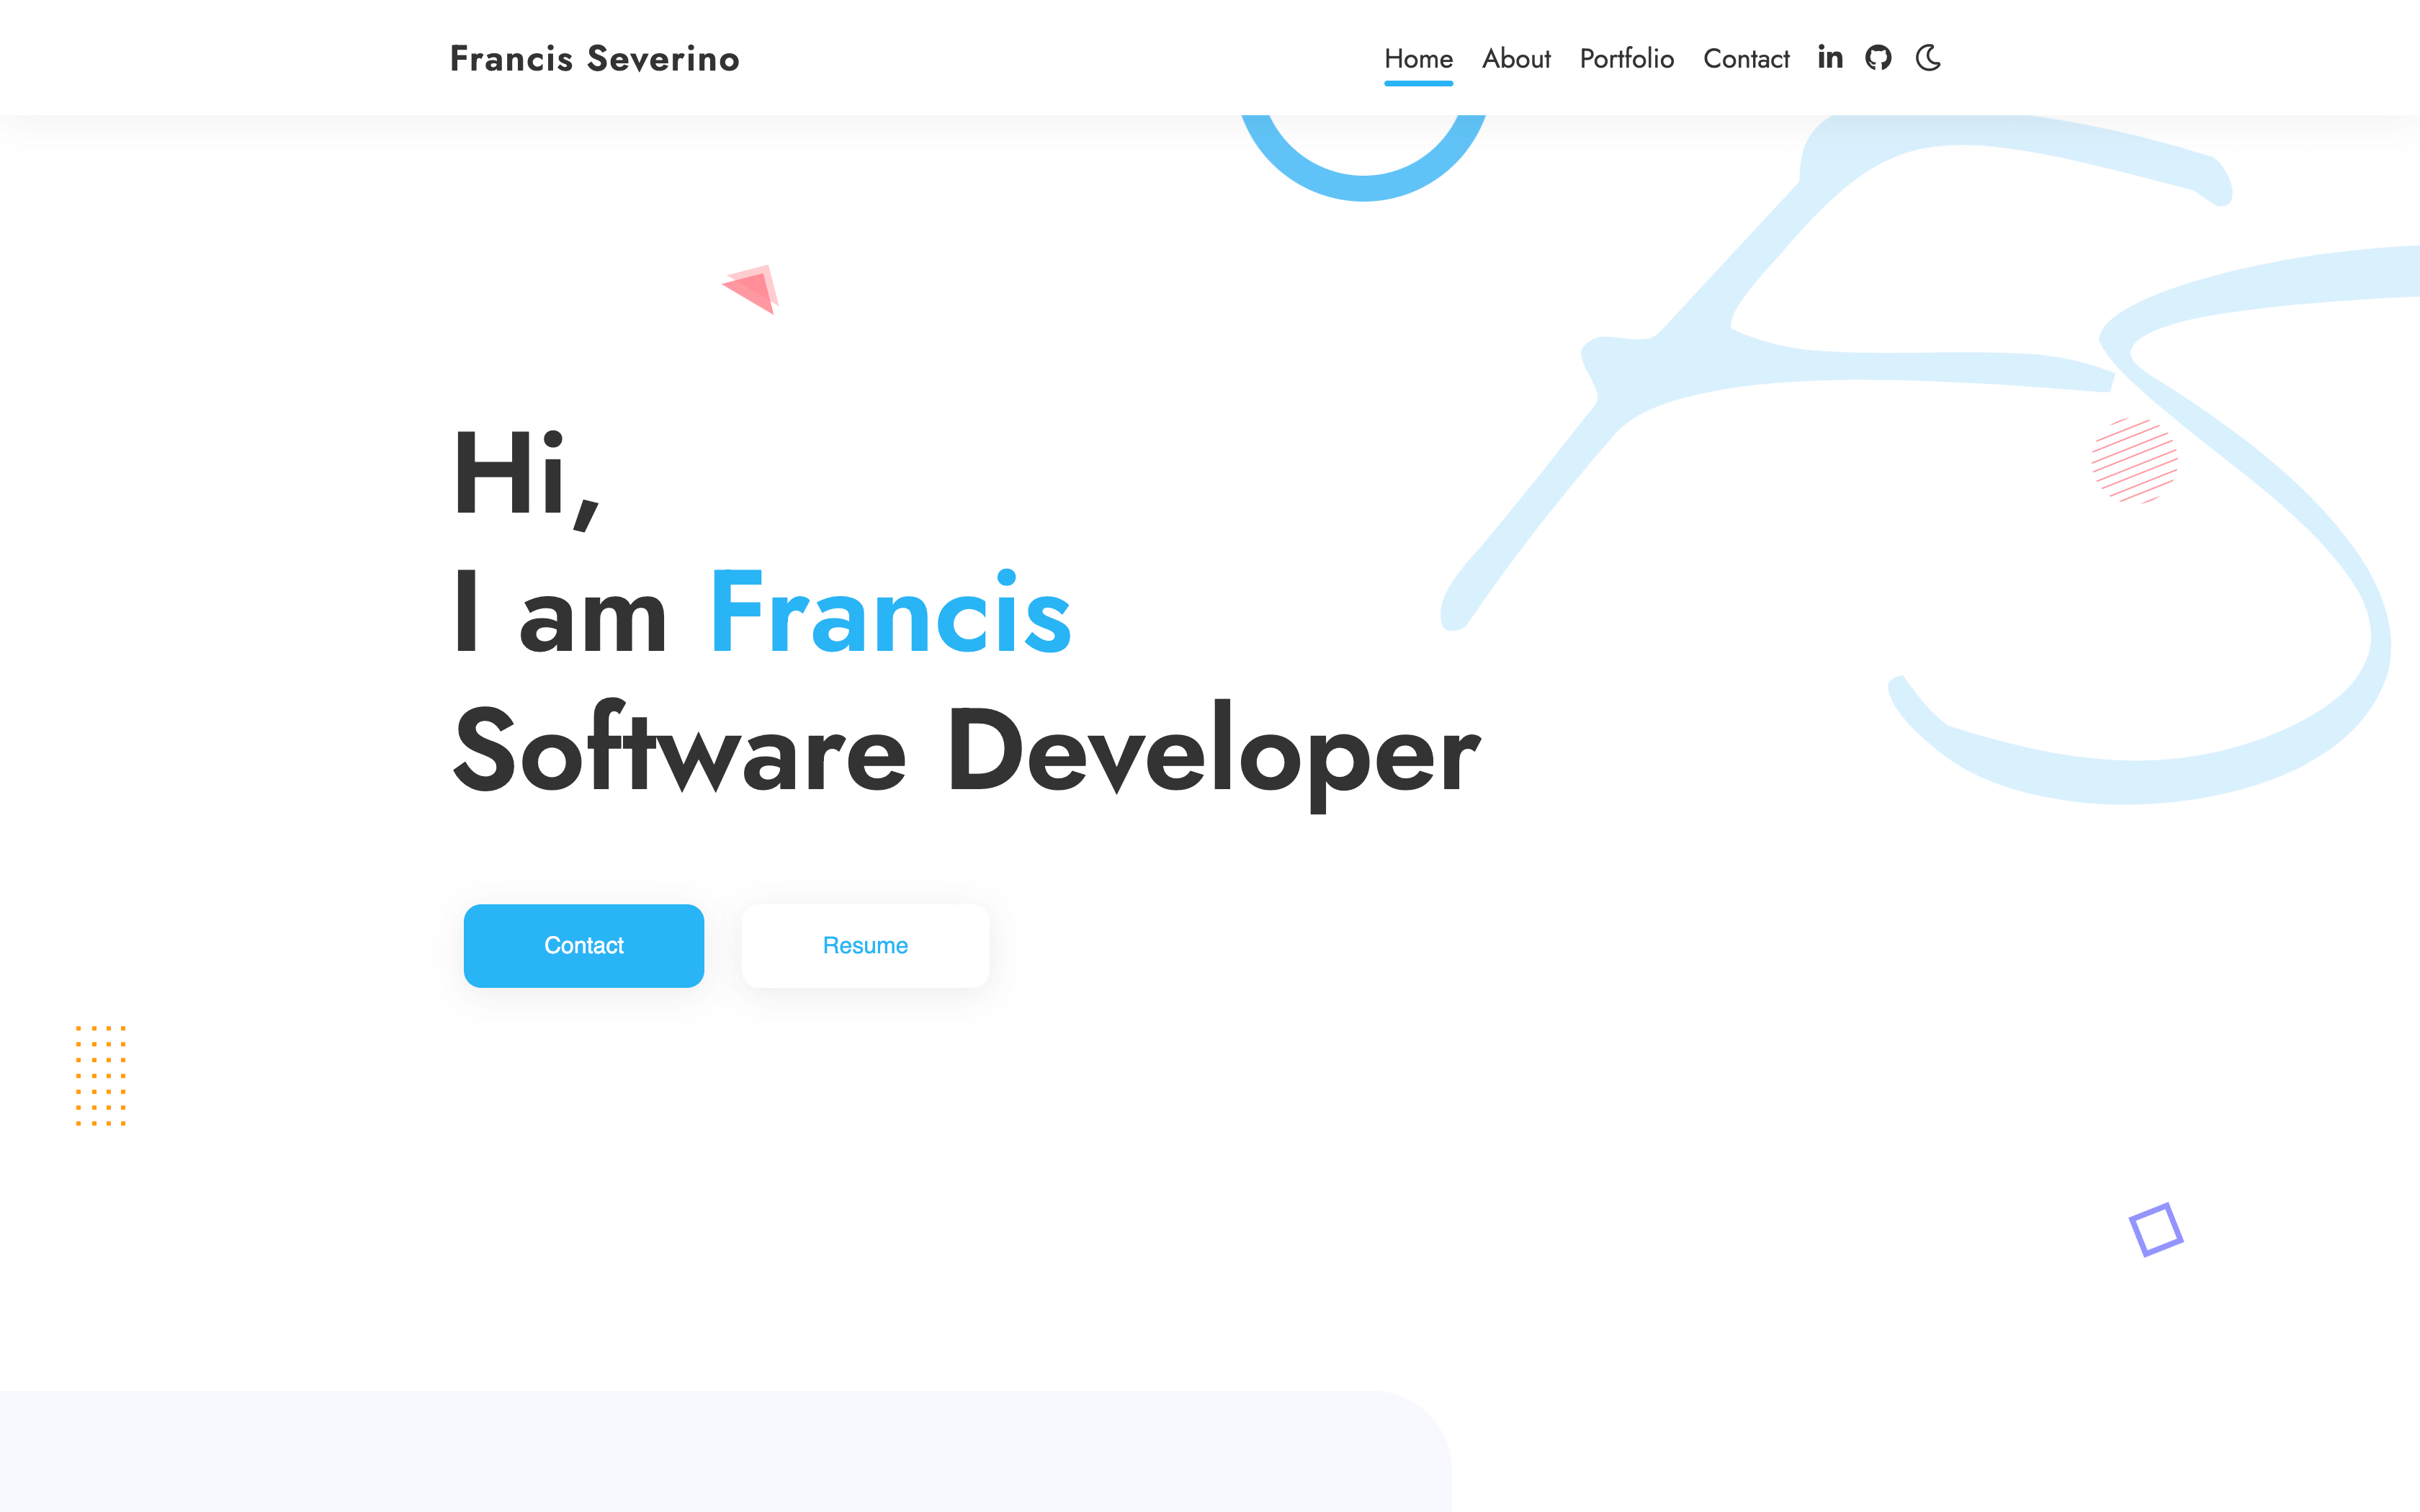 Francis Severino
Home About Portfolio Contact in
Hi,
I am Francis
Software Developer
Contact Resume